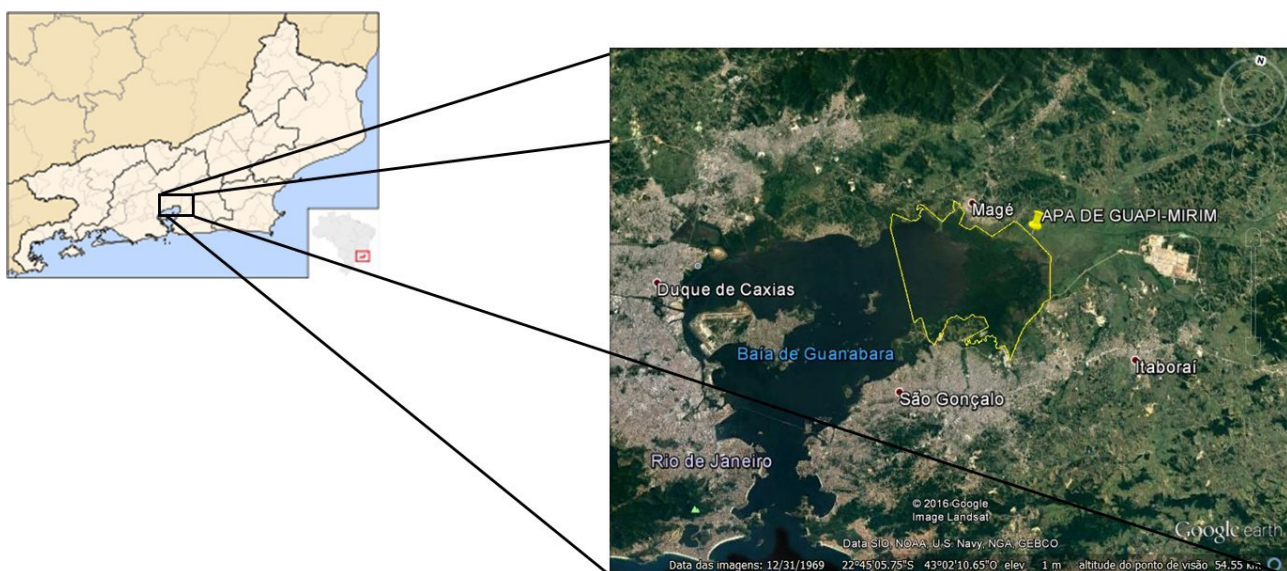 N
Magé
APA DE GUAPI-MIRIM
Duque de Caxias
Baía de Guanabara
Itaboraí
São Gonçalo
Rio de Janeiro
© 2016 Google
Image Landsat
Google earth
Data SIO, NOAA, U.S. Navy, NGA, GEBCO
Data das imagens: 12/31/1969 22°45'05.75"S 43°02'10.65"O elev. 1 m altitude do ponto de visão 54.55 km